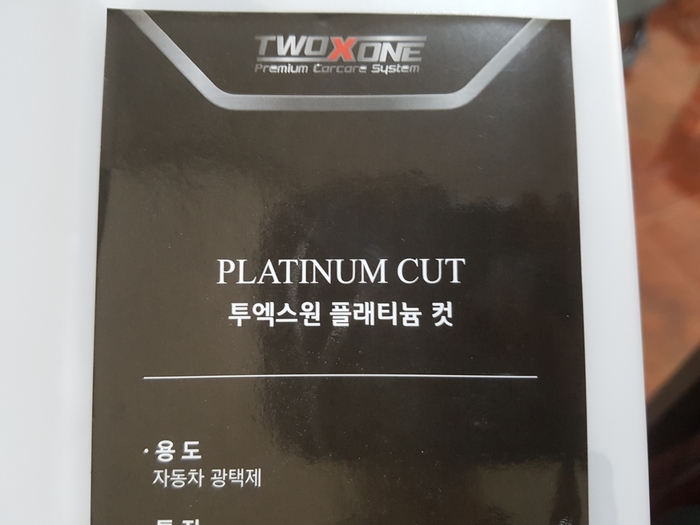 TWOXONE
Premium Carcare System
PLATINUM CUT
투엑스원 플래티늄 컷
· 용 도
자동차 광택제